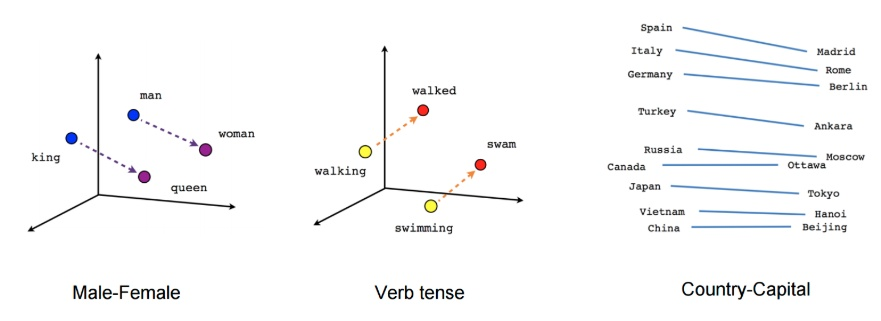 man
woman
king
queen
Male-Female
walked
swam
walking
swimming
Verb tense
Spain
Madrid
Italy
Rome
Germany
Berlin
Turkey
Ankara
Russia
Moscow
Canada
Ottawa
Japan
Tokyo
Vietnam
Hanoi
China
Beijing
Country-Capital